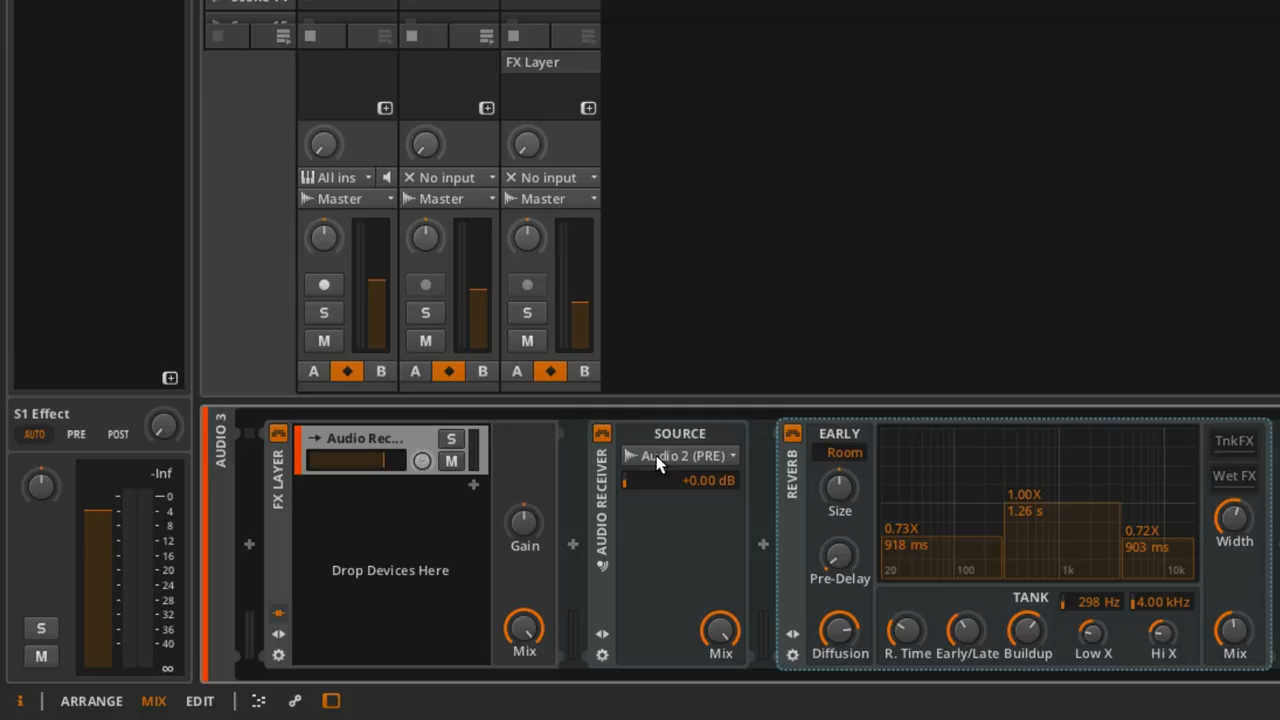 FX Layer
All ins
No input
No input
Master
Master
Master
S
S
S
M
M
M
A
B
A
B
A
B
S1 Effect
AUTO
PRE
POST
-Inf
0
4
8
12
16
20
24
28
32
36
40
∞
S
M
AUDIO 3
FX LAYER
Audio Rec...
S
M
Drop Devices Here
Gain
Mix
AUDIO RECEIVER
SOURCE
Audio 2 (PRE)
+0.00 dB
Mix
REVERB
EARLY
Room
Size
Pre-Delay
Diffusion
0.73X
918 ms
1.00X
1.26 s
0.72X
903 ms
20
100
1k
10k
TANK
298 Hz
4.00 kHz
R. Time
Early/Late
Buildup
Low X
Hi X
TnkFX
Wet FX
Width
Mix
i
ARRANGE
MIX
EDIT